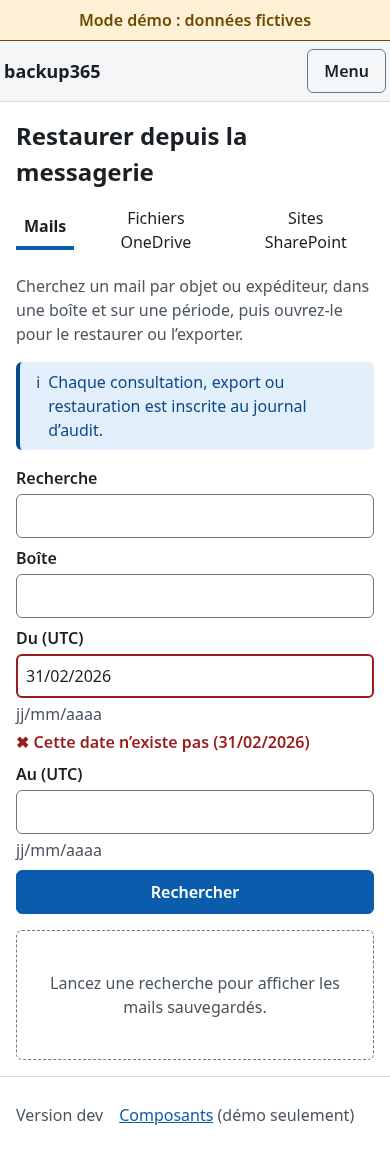 Mode démo : données fictives
backup365
Menu
Restaurer depuis la
messagerie
Mails
Fichiers
OneDrive
Sites
SharePoint
Cherchez un mail par objet ou expéditeur, dans
une boîte et sur une période, puis ouvrez-le
pour le restaurer ou l’exporter.
i Chaque consultation, export ou
restauration est inscrite au journal
d’audit.
Recherche
Boîte
Du (UTC)
31/02/2026
jj/mm/aaaa
✖ Cette date n’existe pas (31/02/2026)
Au (UTC)
jj/mm/aaaa
Rechercher
Lancez une recherche pour afficher les
mails sauvegardés.
Version dev Composants (démo seulement)